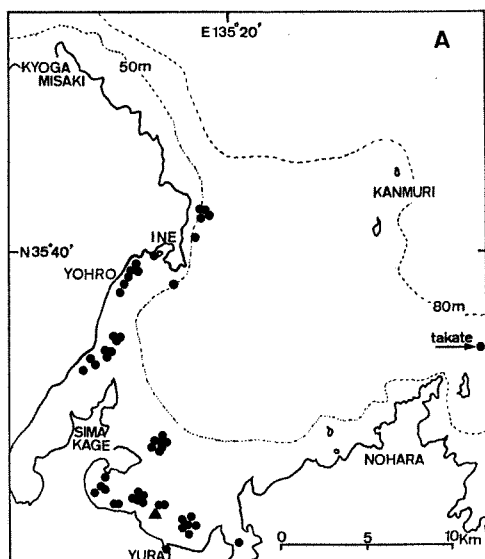 E135°20'
A
KYOGA
MISAKI
50m
KANMURI
INE
N35°40'
YOHRO
80m
takate
SIMA
KAGE
NOHARA
YURA
0 5 10Km